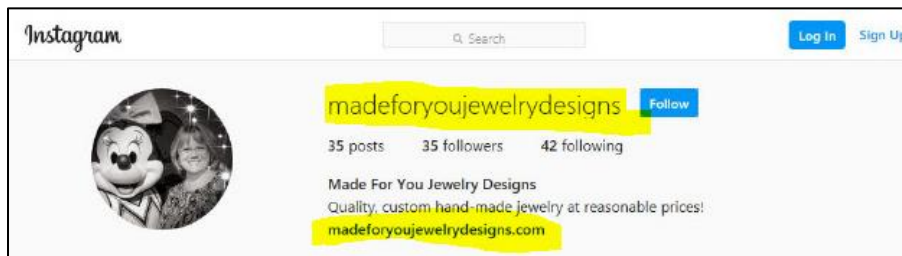 Instagram Search Log In Sign Up
madeforyoujewelrydesigns Follow
35 posts 35 followers 42 following
Made For You Jewelry Designs
Quality, custom hand-made jewelry at reasonable prices!
madeforyoujewelrydesigns.com